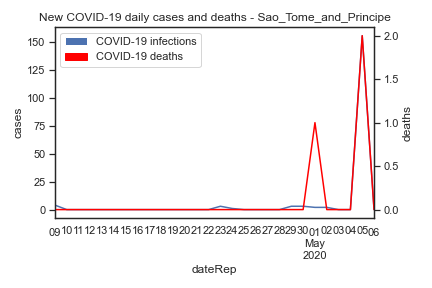 New COVID-19 daily cases and deaths - Sao_Tome_and_Principe
COVID-19 infections
COVID-19 deaths
150
125
100
75
50
25
0
cases
2.0
1.5
1.0
0.5
0.0
deaths
09 10 11 12 13 14 15 16 17 18 19 20 21 22 23 24 25 26 27 28 29 30 01 02 03 04 05 06
May
2020
dateRep